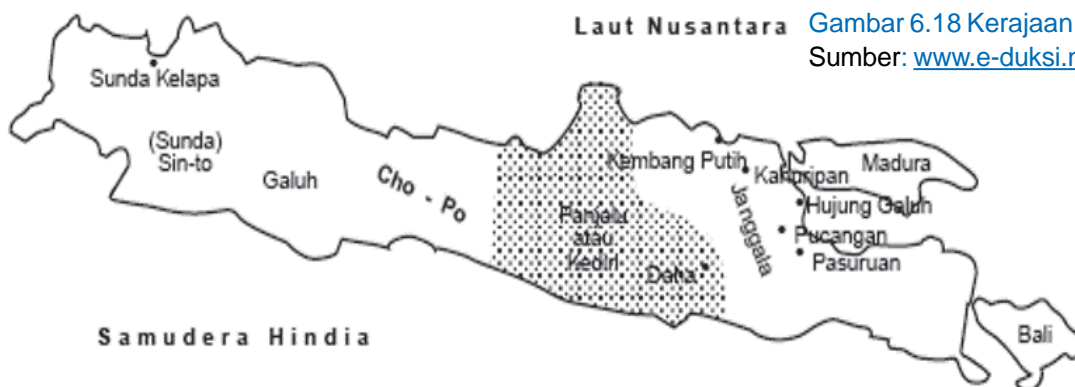 Laut Nusantara
Gambar 6.18 Kerajaan
Sumber: www.e-duksi.n
Sunda Kelapa
(Sunda)
Sin-to
Galuh
Cho - Po
Panjalu
atau
Kediri
Daha
Kembang Putih
Kahuripan
Janggala
Madura
Hujung Galuh
Pucangan
Pasuruan
Samudera Hindia
Bali